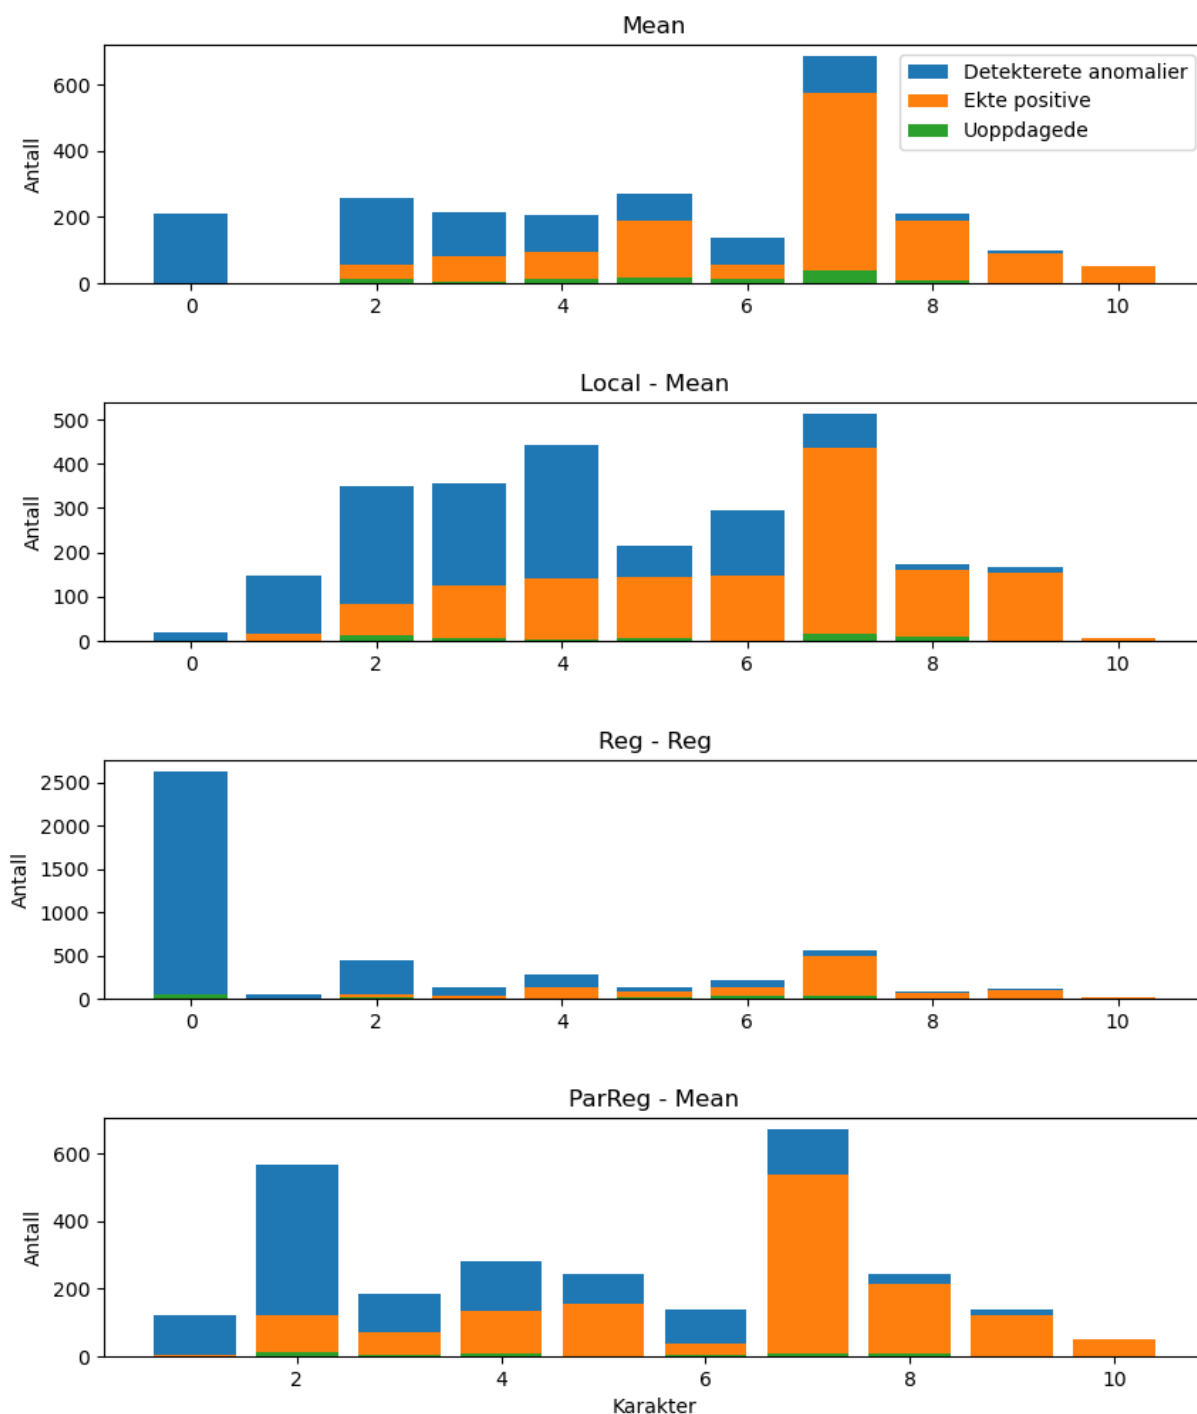 Mean
Detekterete anomalier
Ekte positive
Uoppdagede
Antall
600
400
200
0
0 2 4 6 8 10
Local - Mean
Antall
500
400
300
200
100
0
0 2 4 6 8 10
Reg - Reg
Antall
2500
2000
1500
1000
500
0
0 2 4 6 8 10
ParReg - Mean
Antall
600
400
200
0
2 4 6 8 10
Karakter